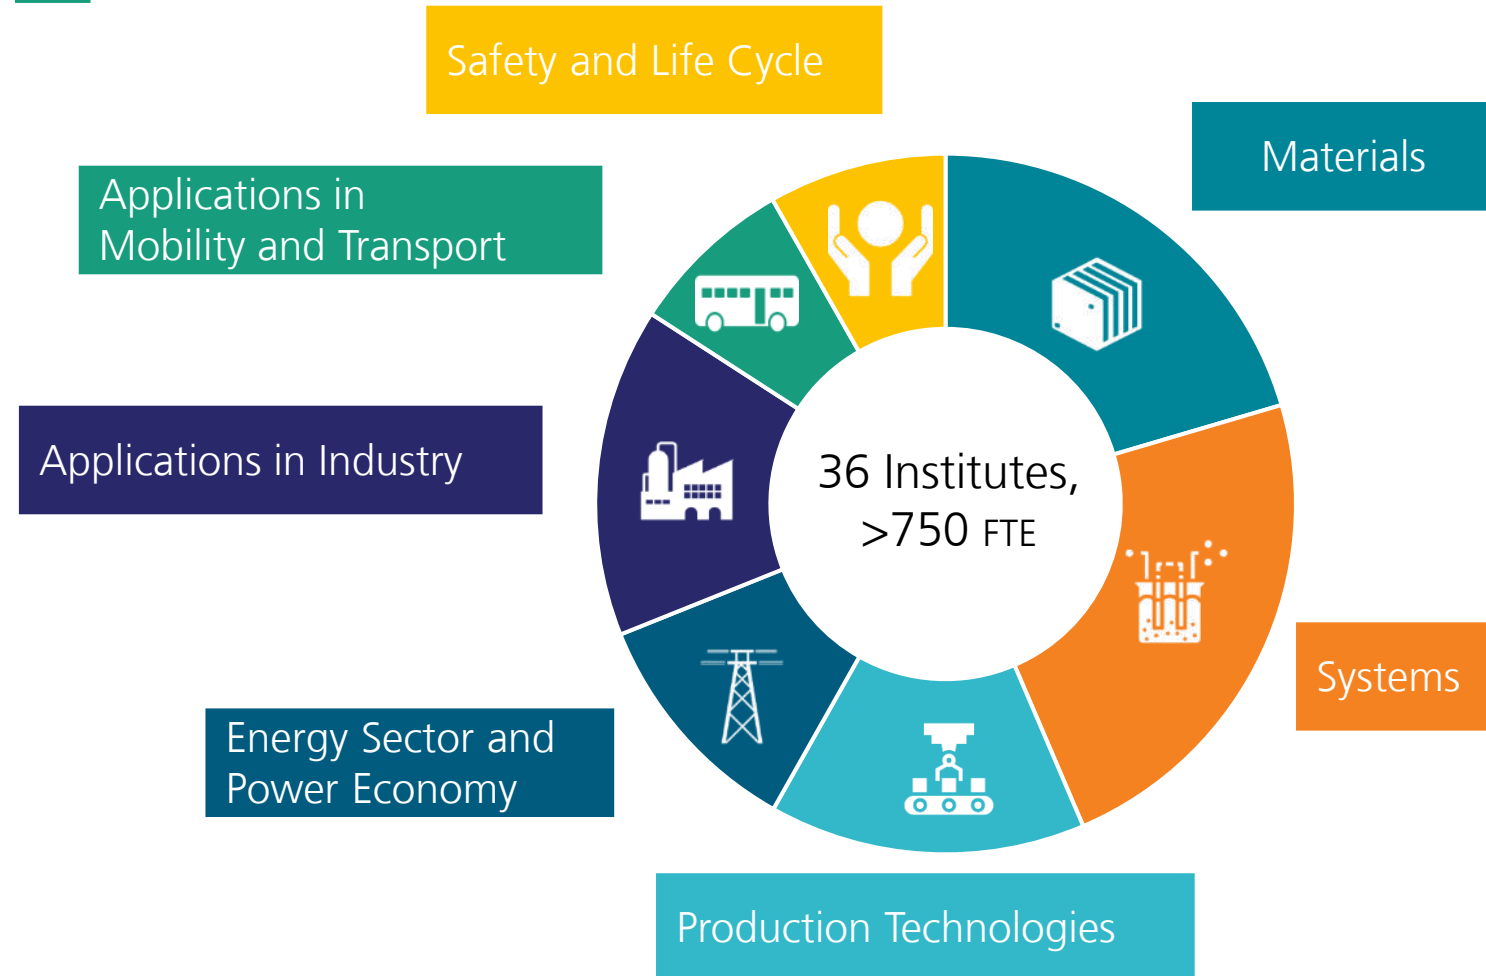 Safety and Life Cycle
Materials
Applications in
Mobility and Transport
Applications in Industry
36 Institutes,
>750 FTE
Systems
Energy Sector and
Power Economy
Production Technologies